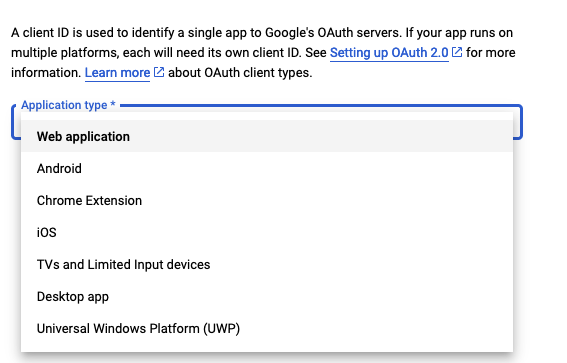 A client ID is used to identify a single app to Google's OAuth servers. If your app runs on
multiple platforms, each will need its own client ID. See Setting up OAuth 2.0 for more
information. Learn more about OAuth client types.
Application type *
Web application
Android
Chrome Extension
iOS
TVs and Limited Input devices
Desktop app
Universal Windows Platform (UWP)